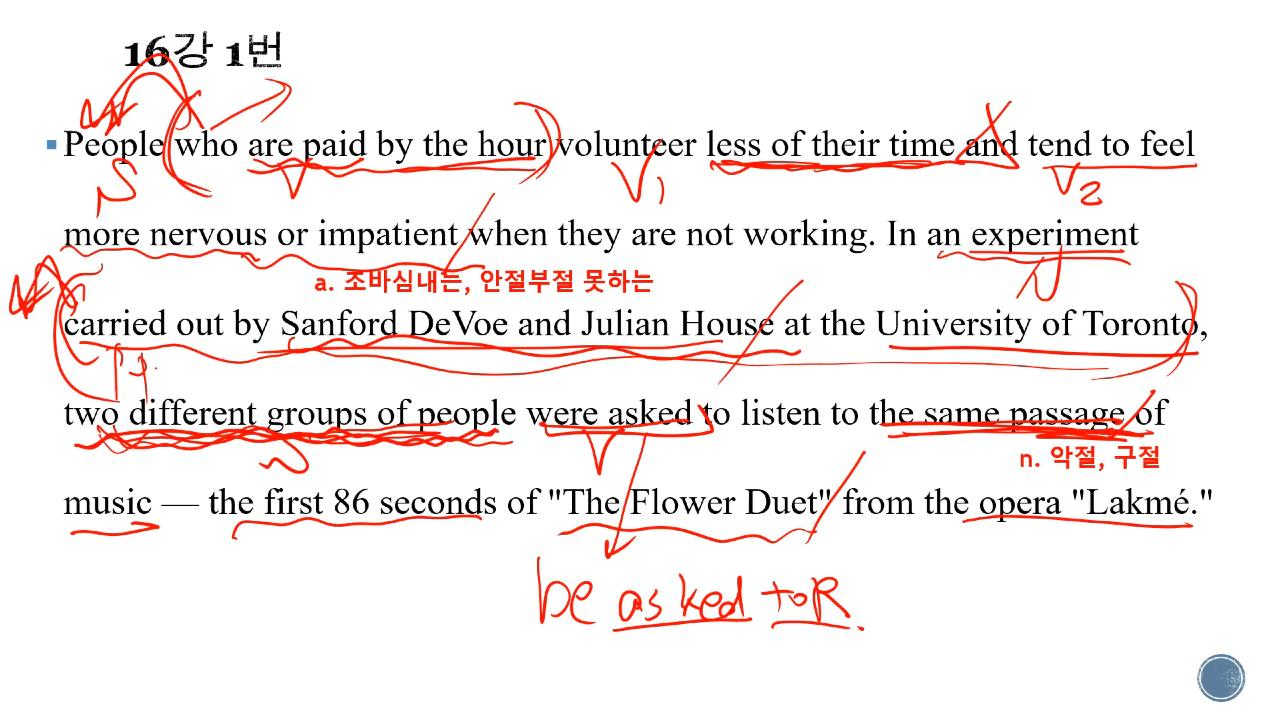 16강 1번
People who are paid by the hour volunteer less of their time and tend to feel
S V V1 V2
more nervous or impatient when they are not working. In an experiment
a. 조바심내는, 안절부절 못하는
carried out by Sanford DeVoe and Julian House at the University of Toronto,
two different groups of people were asked to listen to the same passage of
n. 악절, 구절
music — the first 86 seconds of "The Flower Duet" from the opera "Lakmé."
be asked to R.